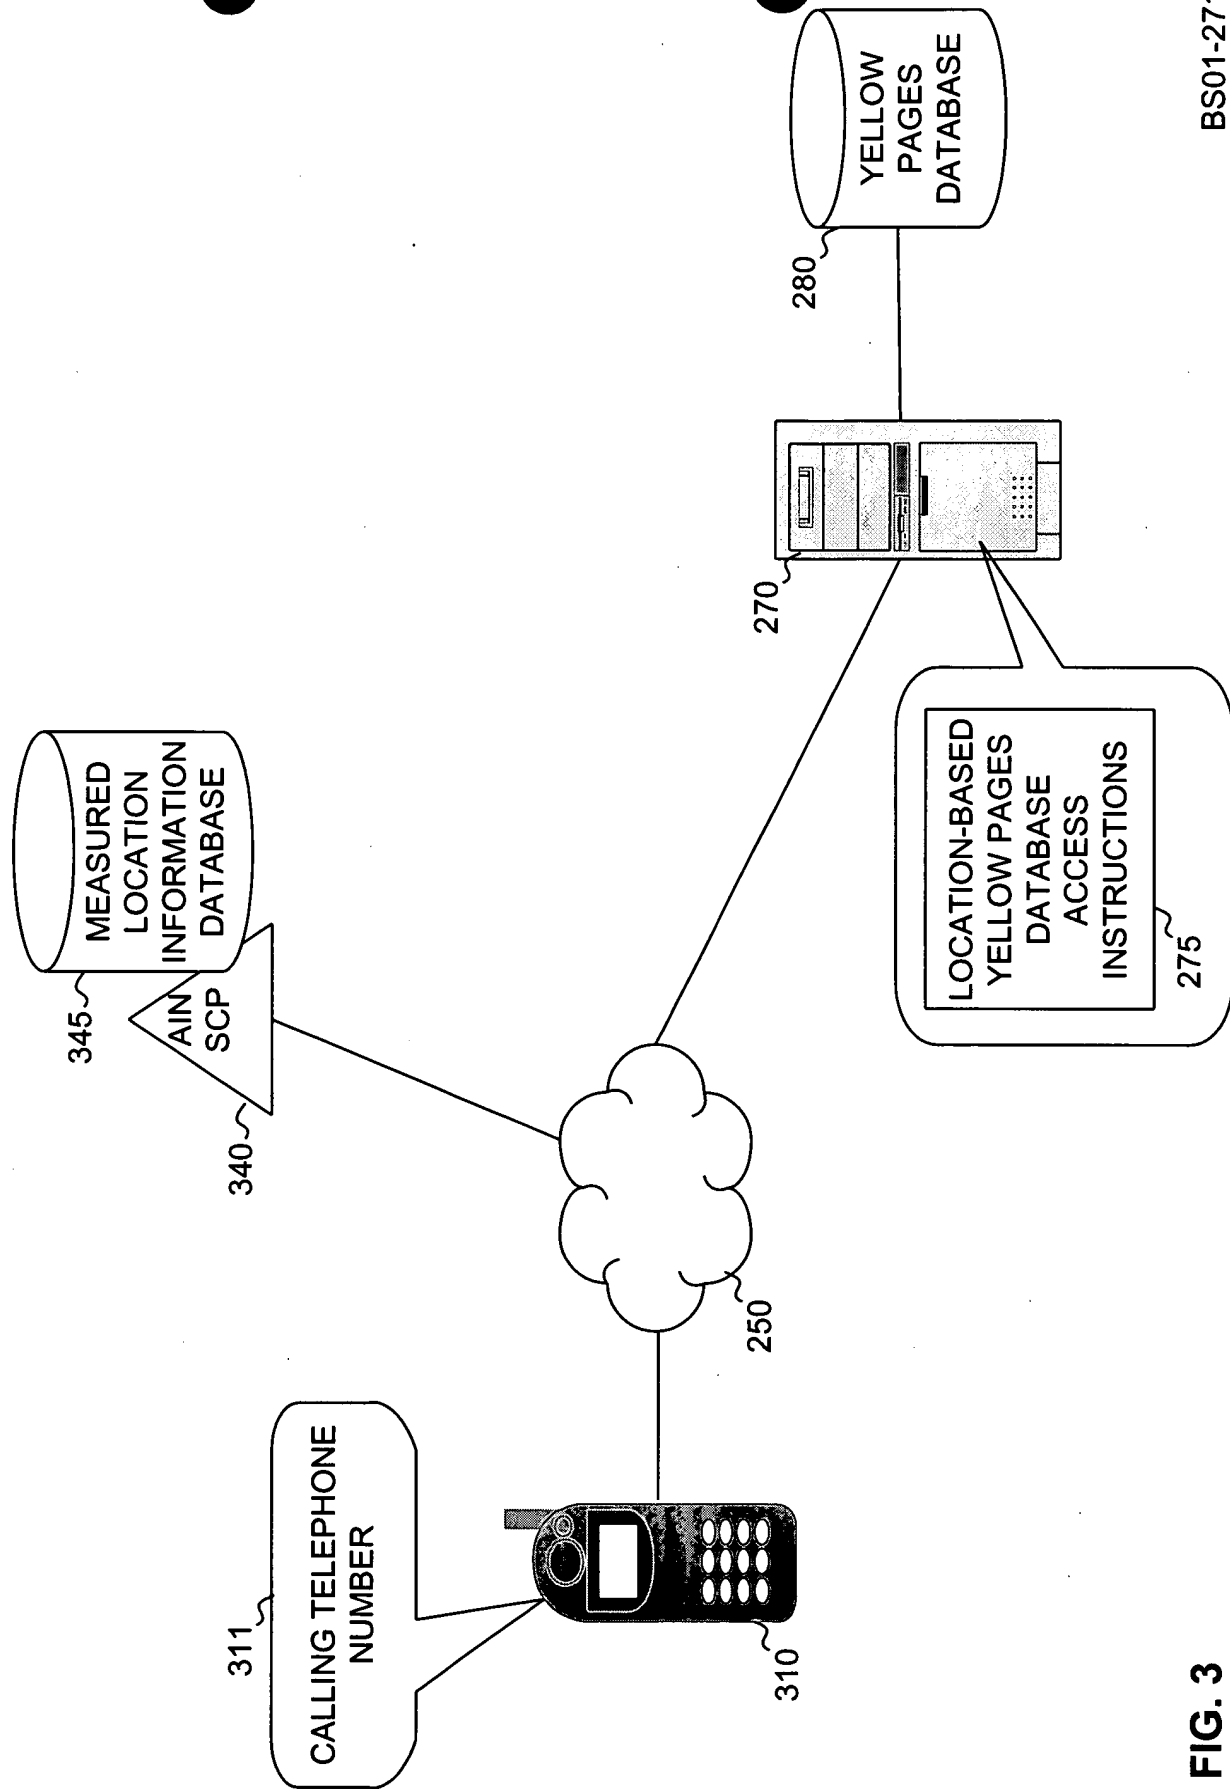 311
CALLING TELEPHONE
NUMBER
310
250
340
345
AIN
SCP
MEASURED
LOCATION
INFORMATION
DATABASE
270
LOCATION-BASED
YELLOW PAGES
DATABASE
ACCESS
INSTRUCTIONS
275
280
YELLOW
PAGES
DATABASE
FIG. 3